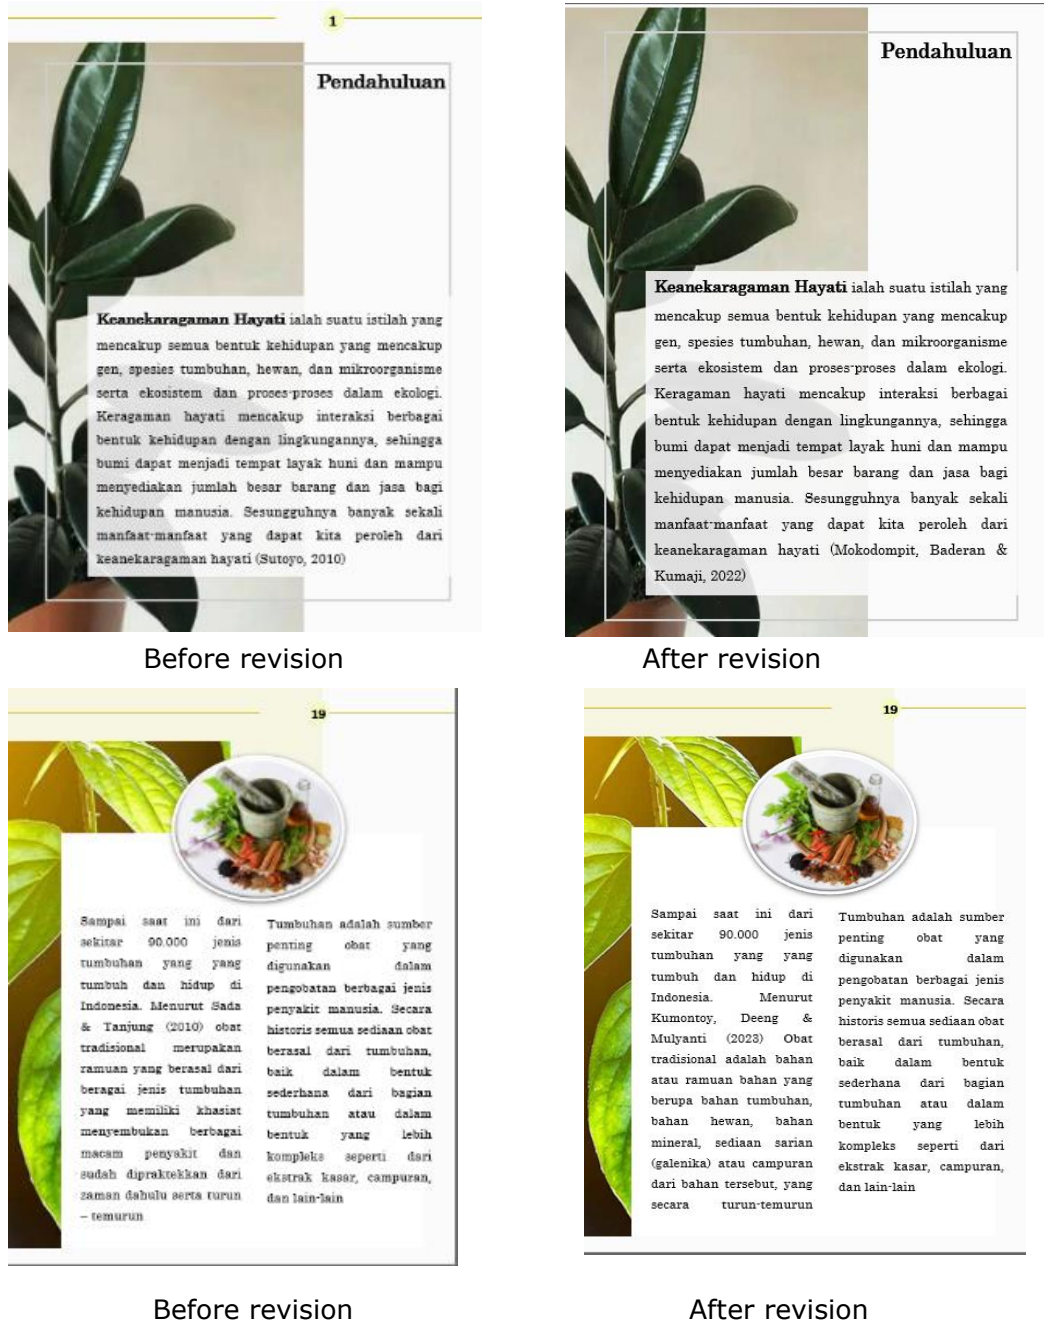 1
Pendahuluan
Keanekaragaman Hayati ialah suatu istilah yang
mencakup semua bentuk kehidupan yang mencakup
gen, spesies tumbuhan, hewan, dan mikroorganisme
serta ekosistem dan proses-proses dalam ekologi.
Keragaman hayati mencakup interaksi berbagai
bentuk kehidupan dengan lingkungannya, sehingga
bumi dapat menjadi tempat layak huni dan mampu
menyediakan jumlah besar barang dan jasa bagi
kehidupan manusia. Sesungguhnya banyak sekali
manfaat-manfaat yang dapat kita peroleh dari
keanekaragaman hayati (Sutoyo, 2010)
Before revision
Pendahuluan
Keanekaragaman Hayati ialah suatu istilah yang
mencakup semua bentuk kehidupan yang mencakup
gen, spesies tumbuhan, hewan, dan mikroorganisme
serta ekosistem dan proses-proses dalam ekologi.
Keragaman hayati mencakup interaksi berbagai
bentuk kehidupan dengan lingkungannya, sehingga
bumi dapat menjadi tempat layak huni dan mampu
menyediakan jumlah besar barang dan jasa bagi
kehidupan manusia. Sesungguhnya banyak sekali
manfaat-manfaat yang dapat kita peroleh dari
keanekaragaman hayati (Mokodompit, Baderan &
Kumaji, 2022)
After revision
19
Sampai saat ini dari
sekitar 90.000 jenis
tumbuhan yang yang
tumbuh dan hidup di
Indonesia. Menurut Sada
& Tanjung (2010) obat
tradisional merupakan
ramuan yang berasal dari
beragai jenis tumbuhan
yang memiliki khasiat
menyembukan berbagai
macam penyakit dan
sudah dipraktekkan dari
zaman dahulu serta turun
– temurun
Tumbuhan adalah sumber
penting obat yang
digunakan dalam
pengobatan berbagai jenis
penyakit manusia. Secara
historis semua sediaan obat
berasal dari tumbuhan,
baik dalam bentuk
sederhana dari bagian
tumbuhan atau dalam
bentuk yang lebih
kompleks seperti dari
ekstrak kasar, campuran,
dan lain-lain
Before revision
19
Sampai saat ini dari
sekitar 90.000 jenis
tumbuhan yang yang
tumbuh dan hidup di
Indonesia. Menurut
Kumontoy, Deeng &
Mulyanti (2023) Obat
tradisional adalah bahan
atau ramuan bahan yang
berupa bahan tumbuhan,
bahan hewan, bahan
mineral, sediaan sarian
(galenika) atau campuran
dari bahan tersebut, yang
secara turun-temurun
Tumbuhan adalah sumber
penting obat yang
digunakan dalam
pengobatan berbagai jenis
penyakit manusia. Secara
historis semua sediaan obat
berasal dari tumbuhan,
baik dalam bentuk
sederhana dari bagian
tumbuhan atau dalam
bentuk yang lebih
kompleks seperti dari
ekstrak kasar, campuran,
dan lain-lain
After revision